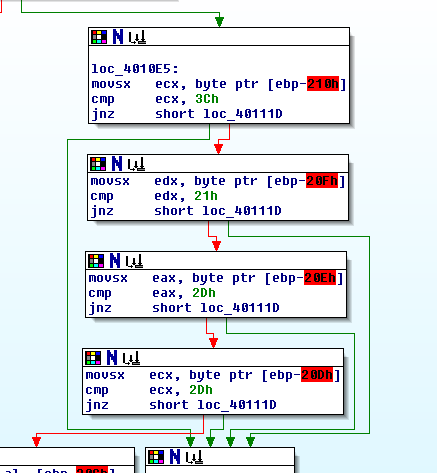 loc_4010E5:
movsx ecx, byte ptr [ebp-210h]
cmp ecx, 3Ch
jnz short loc_40111D
movsx edx, byte ptr [ebp-20Fh]
cmp edx, 21h
jnz short loc_40111D
movsx eax, byte ptr [ebp-20Eh]
cmp eax, 2Dh
jnz short loc_40111D
movsx ecx, byte ptr [ebp-20Dh]
cmp ecx, 2Dh
jnz short loc_40111D